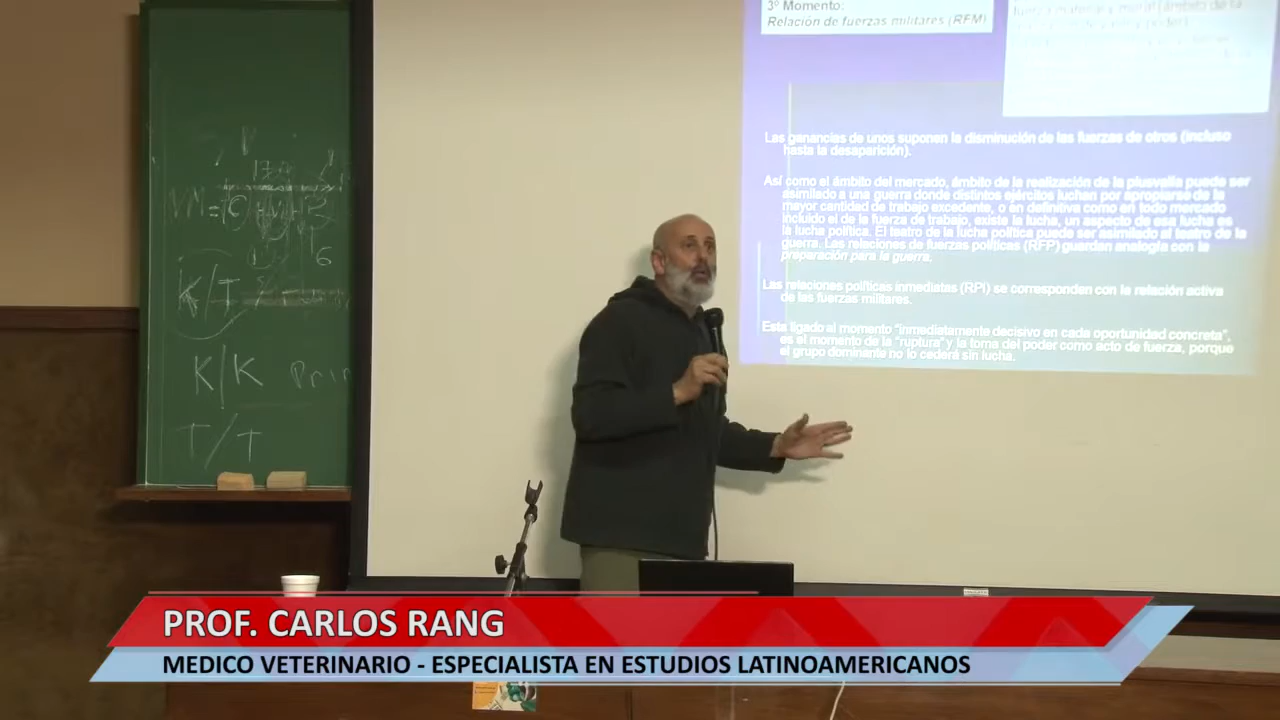 3º Momento:
Relación de fuerzas militares (RFM)
Las ganancias de unos suponen la disminución de las fuerzas de otros (incluso
hasta la desaparición).
Así como el ámbito del mercado, ámbito de la realización de la plusvalía puede ser
asimilado a una guerra donde distintos ejércitos luchan por apropiarse de la
mayor cantidad de trabajo excedente, o en definitiva como en todo mercado
incluido el de la fuerza de trabajo, existe la lucha, un aspecto de esa lucha es
la lucha política. El teatro de la lucha política puede ser asimilado al teatro de la
guerra. Las relaciones de fuerzas políticas (RFP) guardan analogía con la
preparación para la guerra.
Las relaciones políticas inmediatas (RPI) se corresponden con la relación activa
de las fuerzas militares.
Esta ligado al momento "inmediatamente decisivo en cada oportunidad concreta",
es el momento de la "ruptura" y la toma del poder como acto de fuerza, porque
el grupo dominante no lo cederá sin lucha.
K/T
K/K
T/T
PROF. CARLOS RANG
MEDICO VETERINARIO - ESPECIALISTA EN ESTUDIOS LATINOAMERICANOS